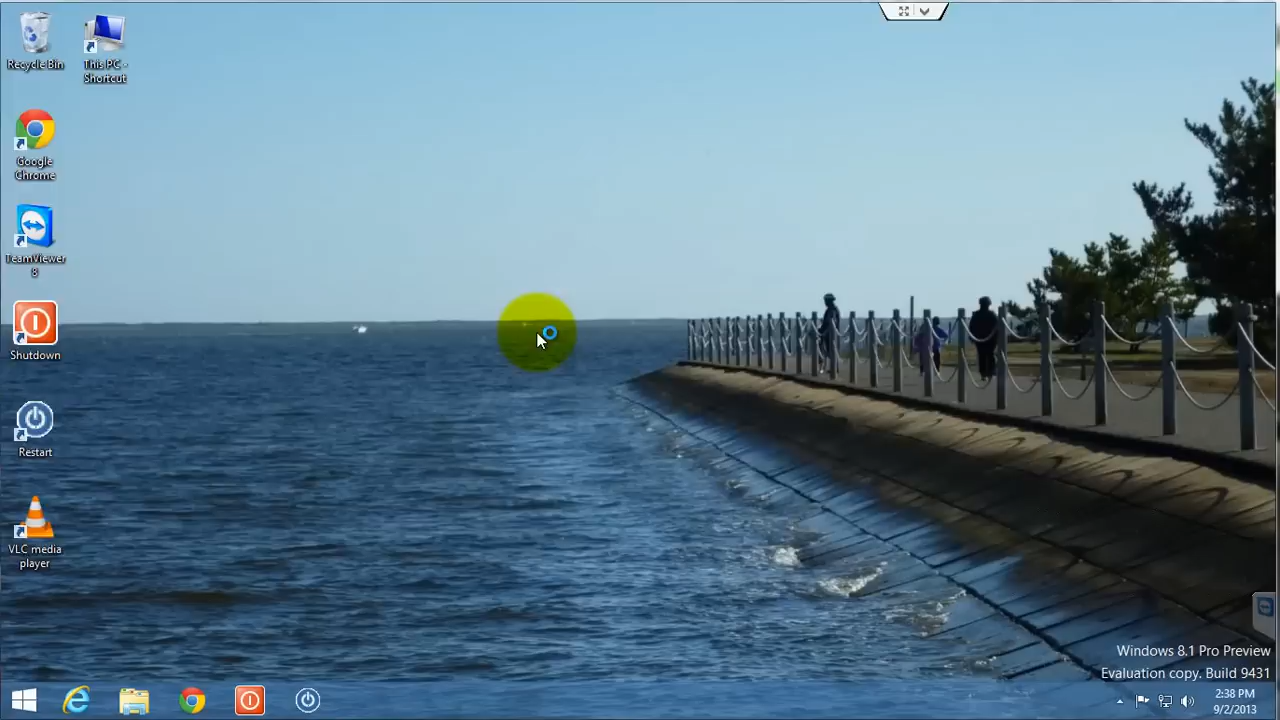 Recycle Bin
This PC -
Shortcut
Google
Chrome
TeamViewer
8
Shutdown
Restart
VLC media
player
Windows 8.1 Pro Preview
Evaluation copy. Build 9431
2:38 PM
9/2/2013